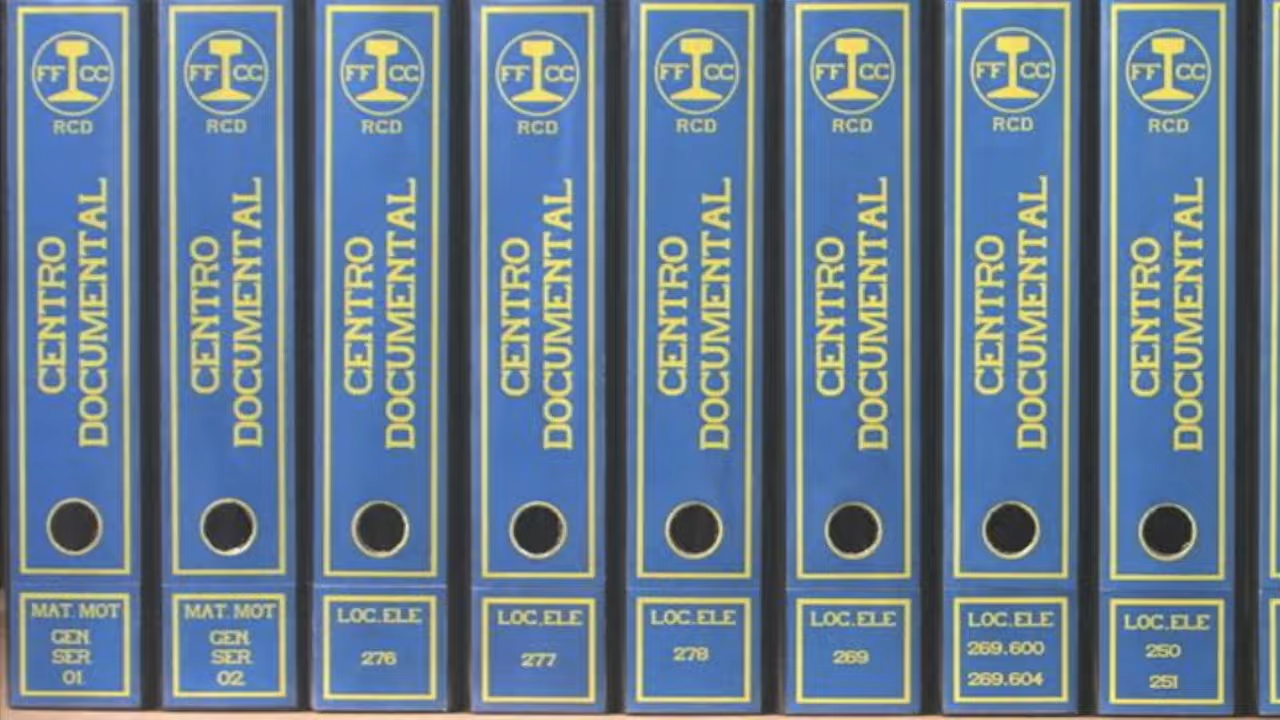 FF CC
RCD
CENTRO
DOCUMENTAL
MAT. MOT
GEN.
SER.
01.
FF CC
RCD
CENTRO
DOCUMENTAL
MAT. MOT
GEN.
SER.
02.
FF CC
RCD
CENTRO
DOCUMENTAL
LOC.ELE
276
FF CC
RCD
CENTRO
DOCUMENTAL
LOC.ELE
277
FF CC
RCD
CENTRO
DOCUMENTAL
LOC.ELE
278
FF CC
RCD
CENTRO
DOCUMENTAL
LOC.ELE
269
FF CC
RCD
CENTRO
DOCUMENTAL
LOC.ELE
269.600
269.604
FF CC
RCD
CENTRO
DOCUMENTAL
LOC.ELE
250
251